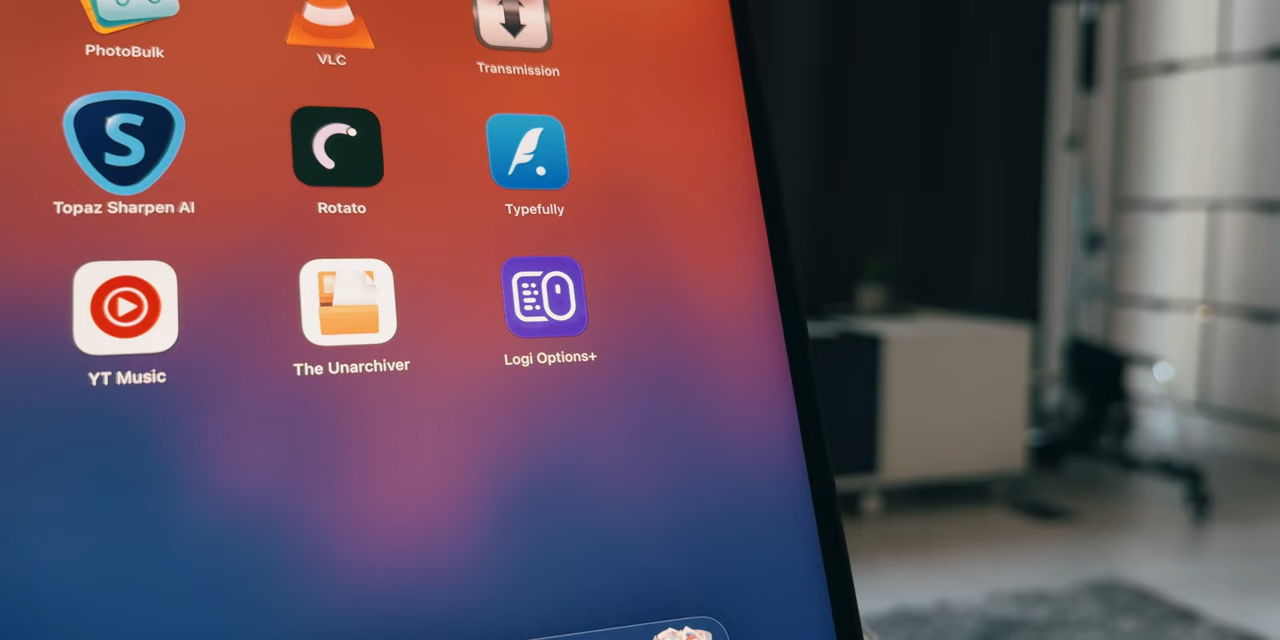 PhotoBulk
VLC
Transmission
S
Topaz Sharpen AI
Rotato
Typefully
YT Music
The Unarchiver
Logi Options+